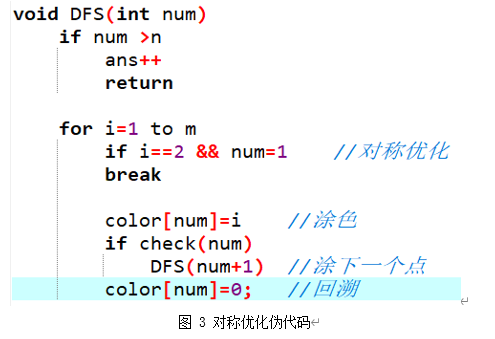 void DFS(int num)
if num >n
ans++
return
for i=1 to m
if i==2 && num=1 //对称优化
break
color[num]=i //涂色
if check(num)
DFS(num+1) //涂下一个点
color[num]=0; //回溯
图 3 对称优化伪代码